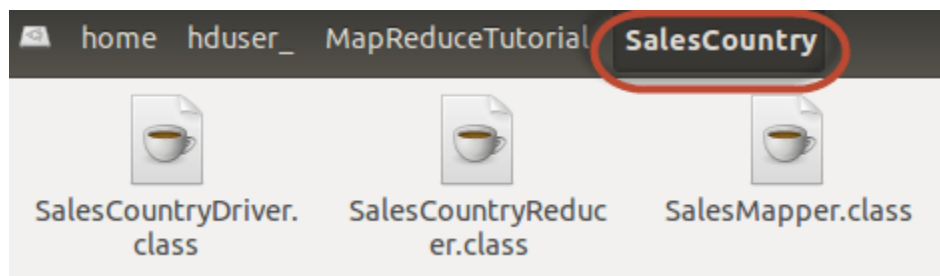 home hduser_ MapReduceTutorial SalesCountry
SalesCountryDriver. SalesCountryReduc SalesMapper.class
class er.class